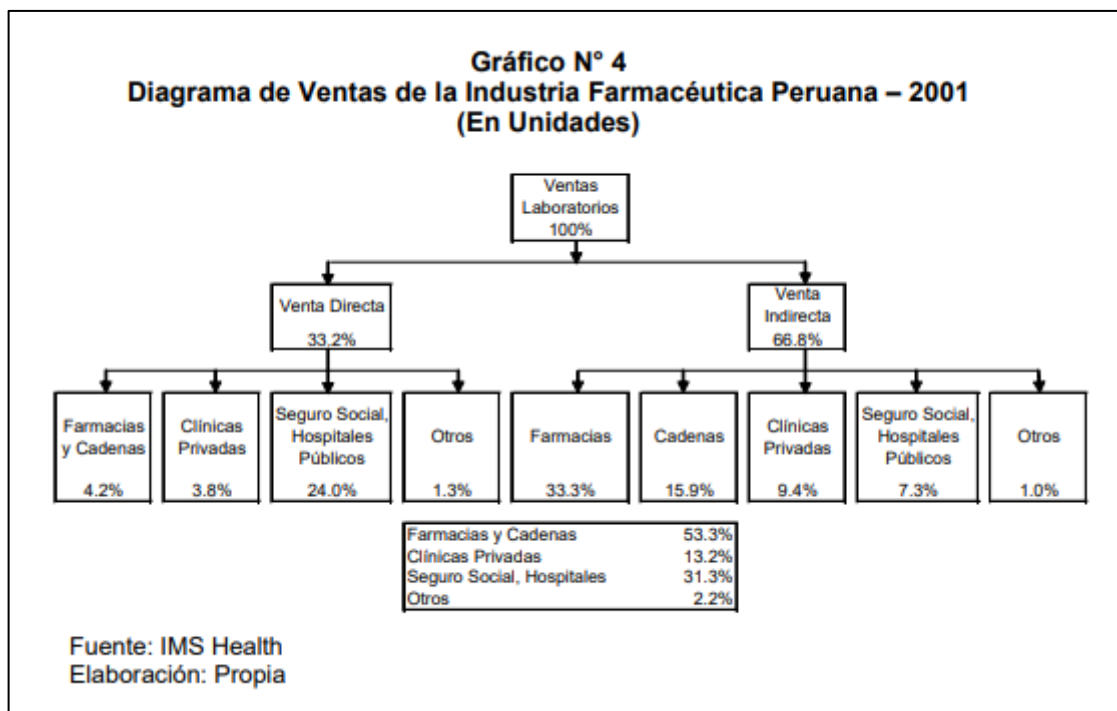 Gráfico N° 4
Diagrama de Ventas de la Industria Farmacéutica Peruana – 2001
(En Unidades)
Ventas
Laboratorios
100%
Venta Directa
33.2%
Venta
Indirecta
66.8%
Farmacias
y Cadenas
4.2%
Clínicas
Privadas
3.8%
Seguro Social,
Hospitales
Públicos
24.0%
Otros
1.3%
Farmacias
33.3%
Cadenas
15.9%
Clínicas
Privadas
9.4%
Seguro Social,
Hospitales
Públicos
7.3%
Otros
1.0%
Farmacias y Cadenas 53.3%
Clínicas Privadas 13.2%
Seguro Social, Hospitales 31.3%
Otros 2.2%
Fuente: IMS Health
Elaboración: Propia